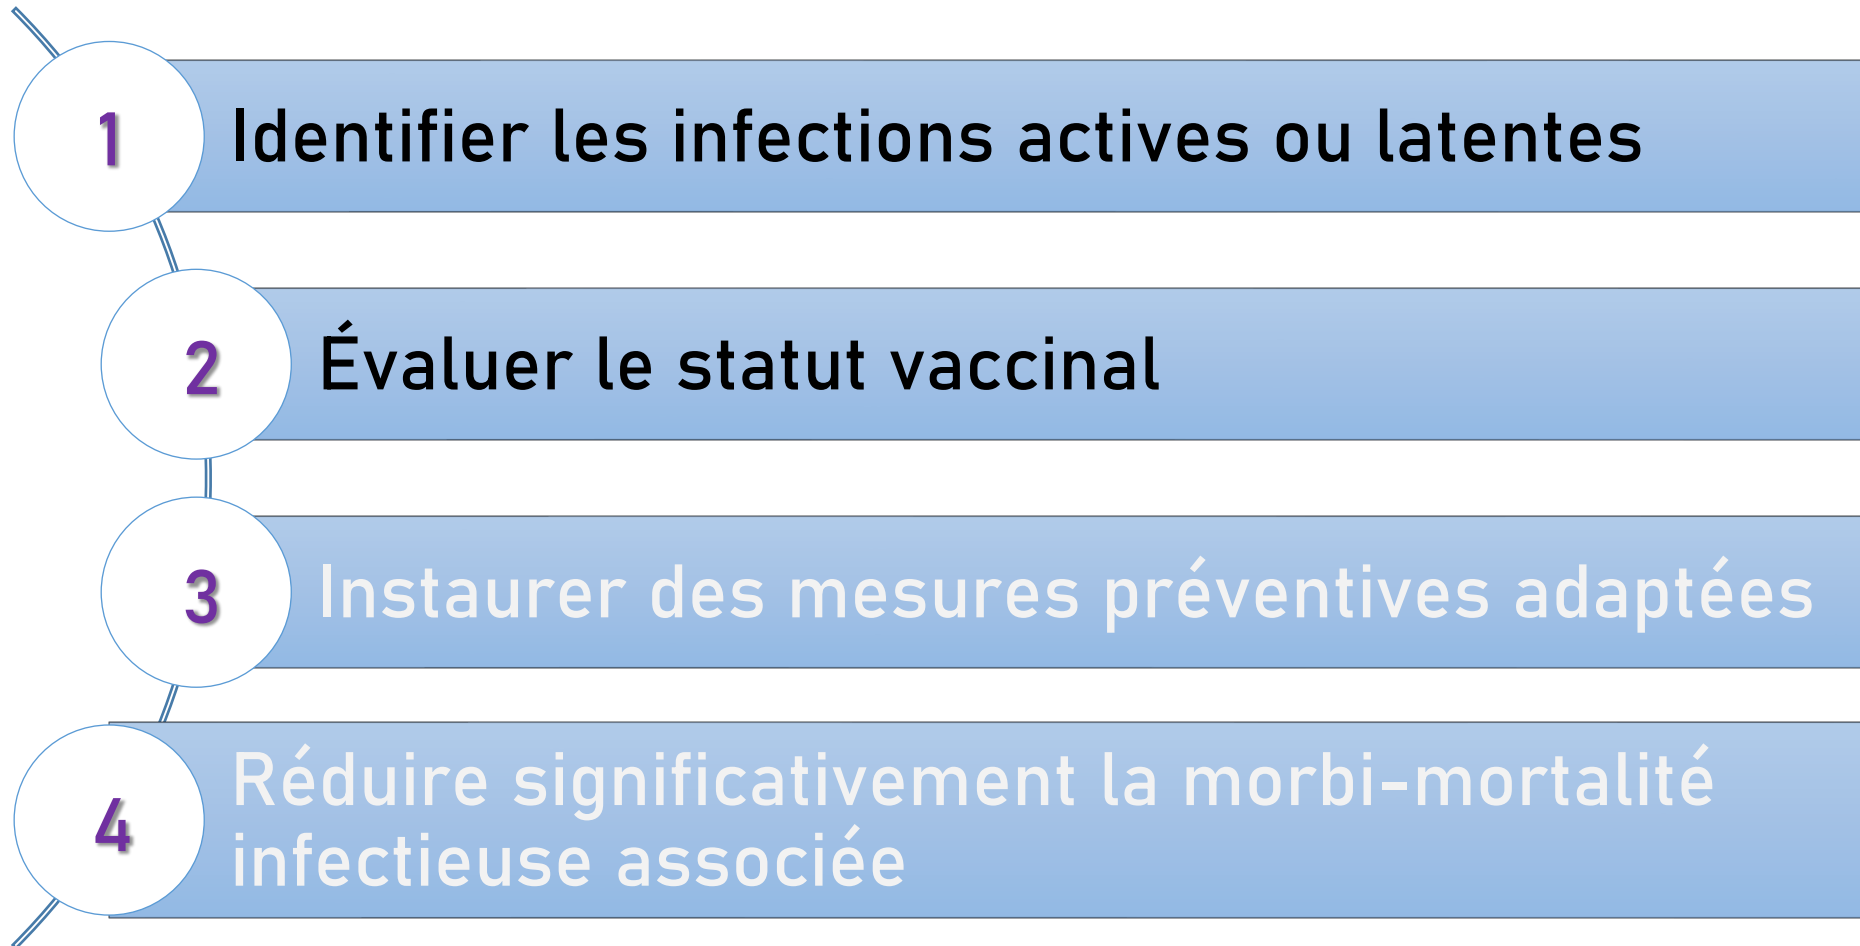 1 Identifier les infections actives ou latentes
2 Évaluer le statut vaccinal
3 Instaurer des mesures préventives adaptées
4 Réduire significativement la morbi-mortalité
infectieuse associée